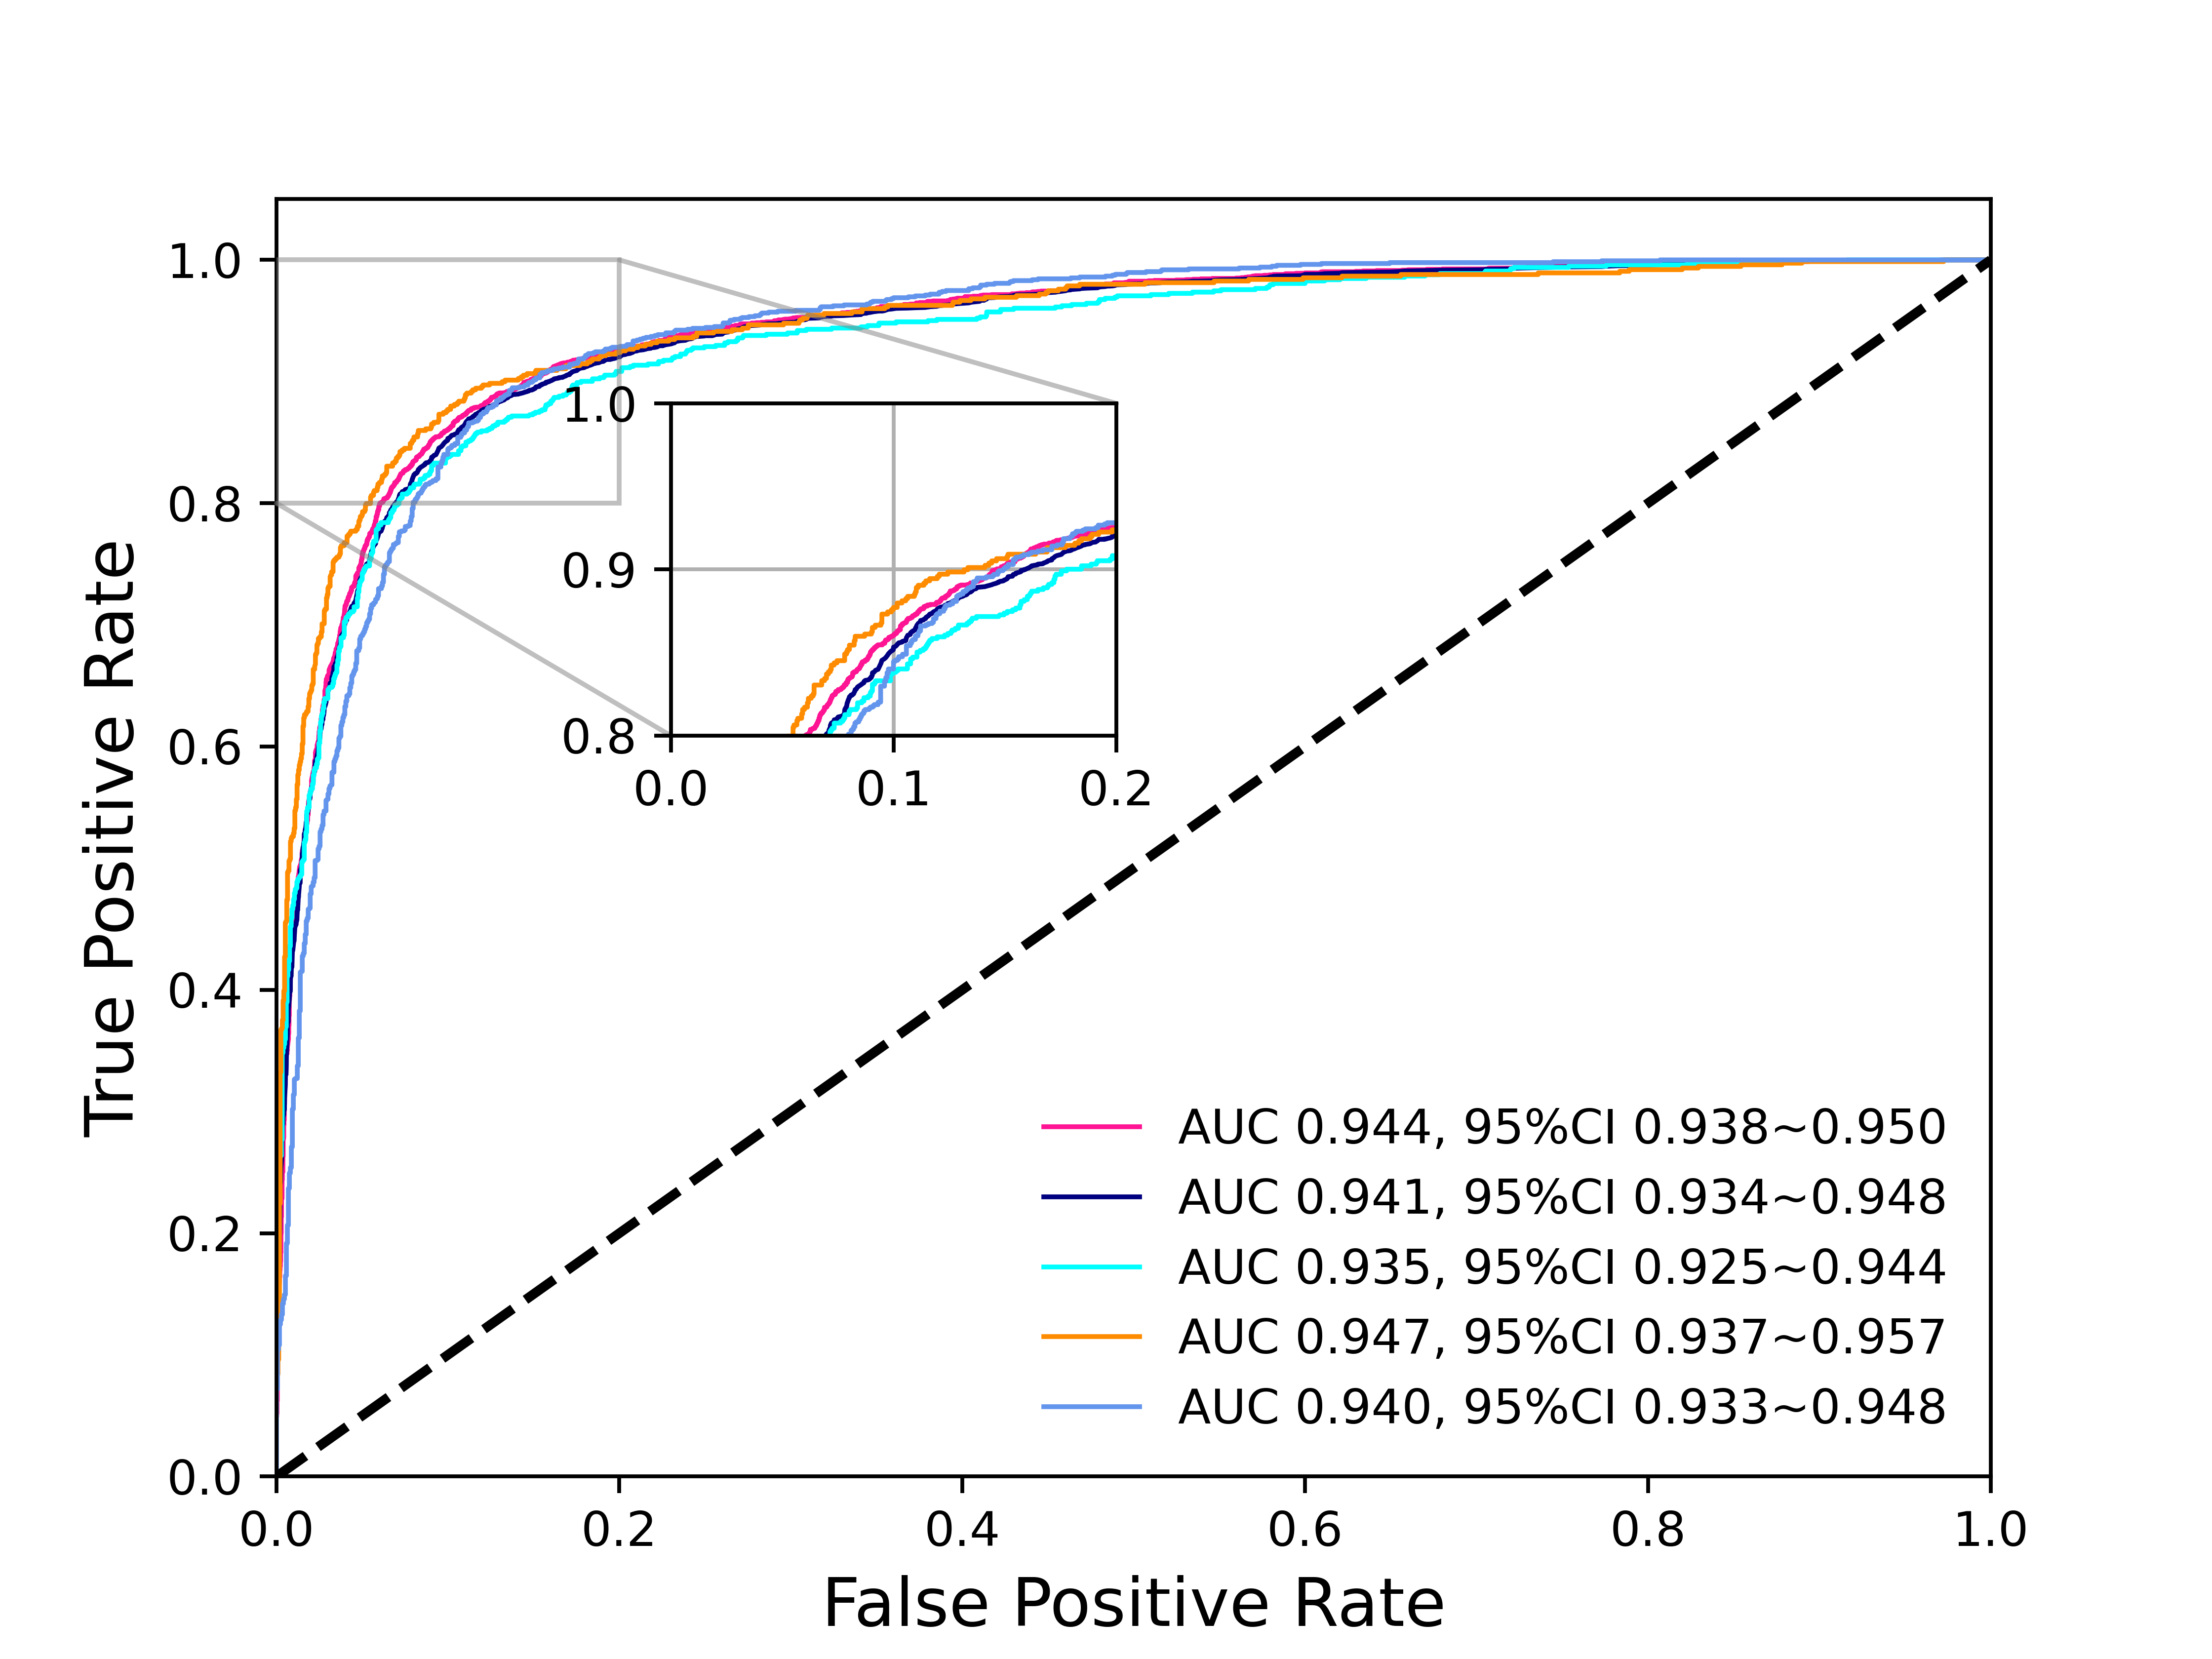 1.0
0.8
0.6
0.4
0.2
0.0
True Positive Rate
1.0
0.9
0.8
0.0 0.1 0.2
AUC 0.944, 95%CI 0.938~0.950
AUC 0.941, 95%CI 0.934~0.948
AUC 0.935, 95%CI 0.925~0.944
AUC 0.947, 95%CI 0.937~0.957
AUC 0.940, 95%CI 0.933~0.948
0.0 0.2 0.4 0.6 0.8 1.0
False Positive Rate